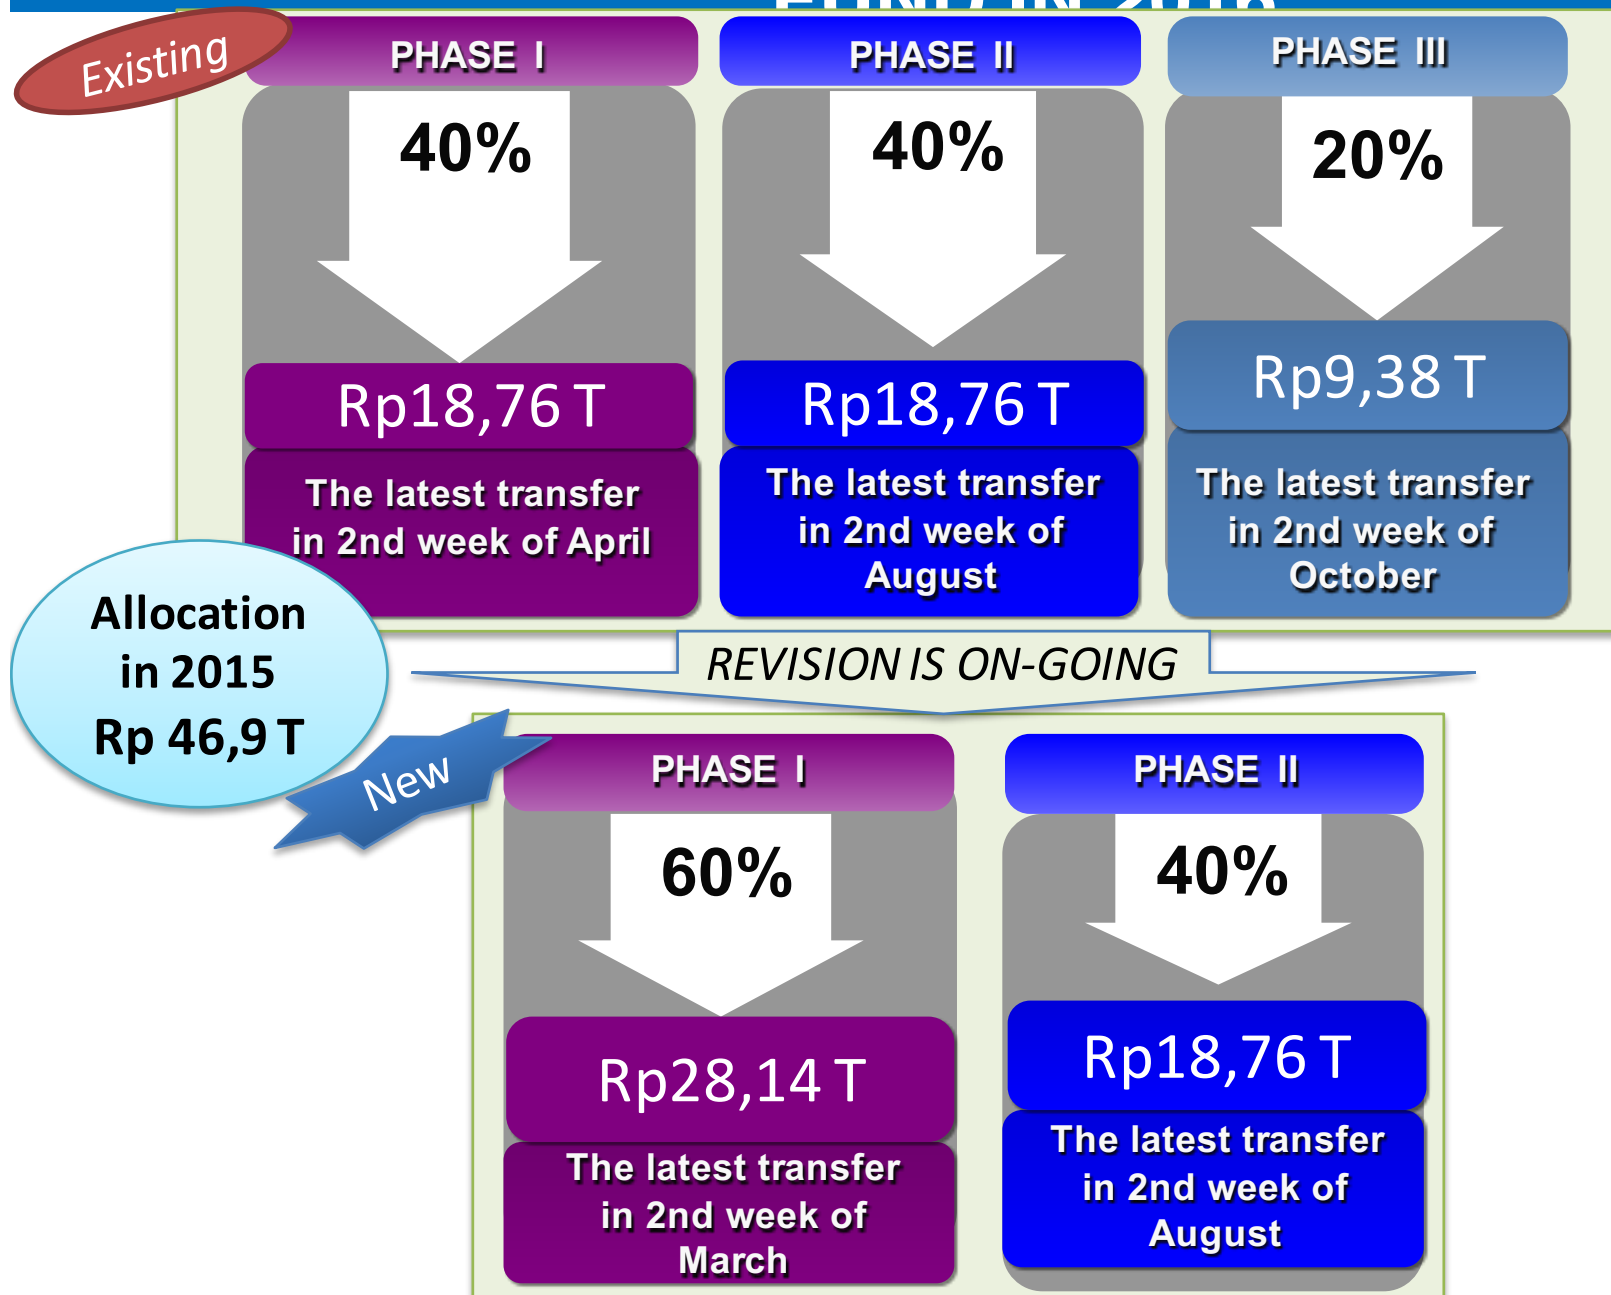 FUND IN 2016
Existing
PHASE I
PHASE II
PHASE III
40%
40%
20%
Rp18,76 T
Rp18,76 T
Rp9,38 T
The latest transfer
in 2nd week of April
The latest transfer
in 2nd week of
August
The latest transfer
in 2nd week of
October
Allocation
in 2015
Rp 46,9 T
REVISION IS ON-GOING
New
PHASE I
PHASE II
60%
40%
Rp28,14 T
Rp18,76 T
The latest transfer
in 2nd week of
March
The latest transfer
in 2nd week of
August